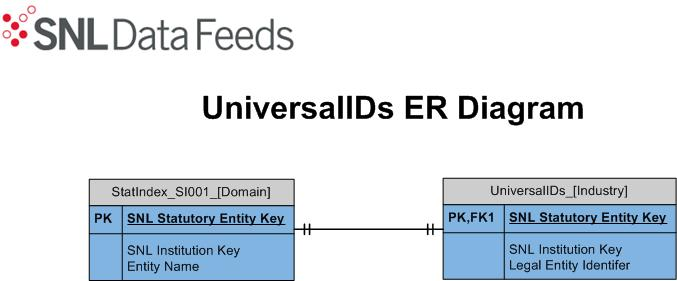 SNL Data Feeds
UniversalIDs ER Diagram
StatIndex_SI001_[Domain]
PK SNL Statutory Entity Key
SNL Institution Key
Entity Name
UniversalIDs_[Industry]
PK,FK1 SNL Statutory Entity Key
SNL Institution Key
Legal Entity Identifer